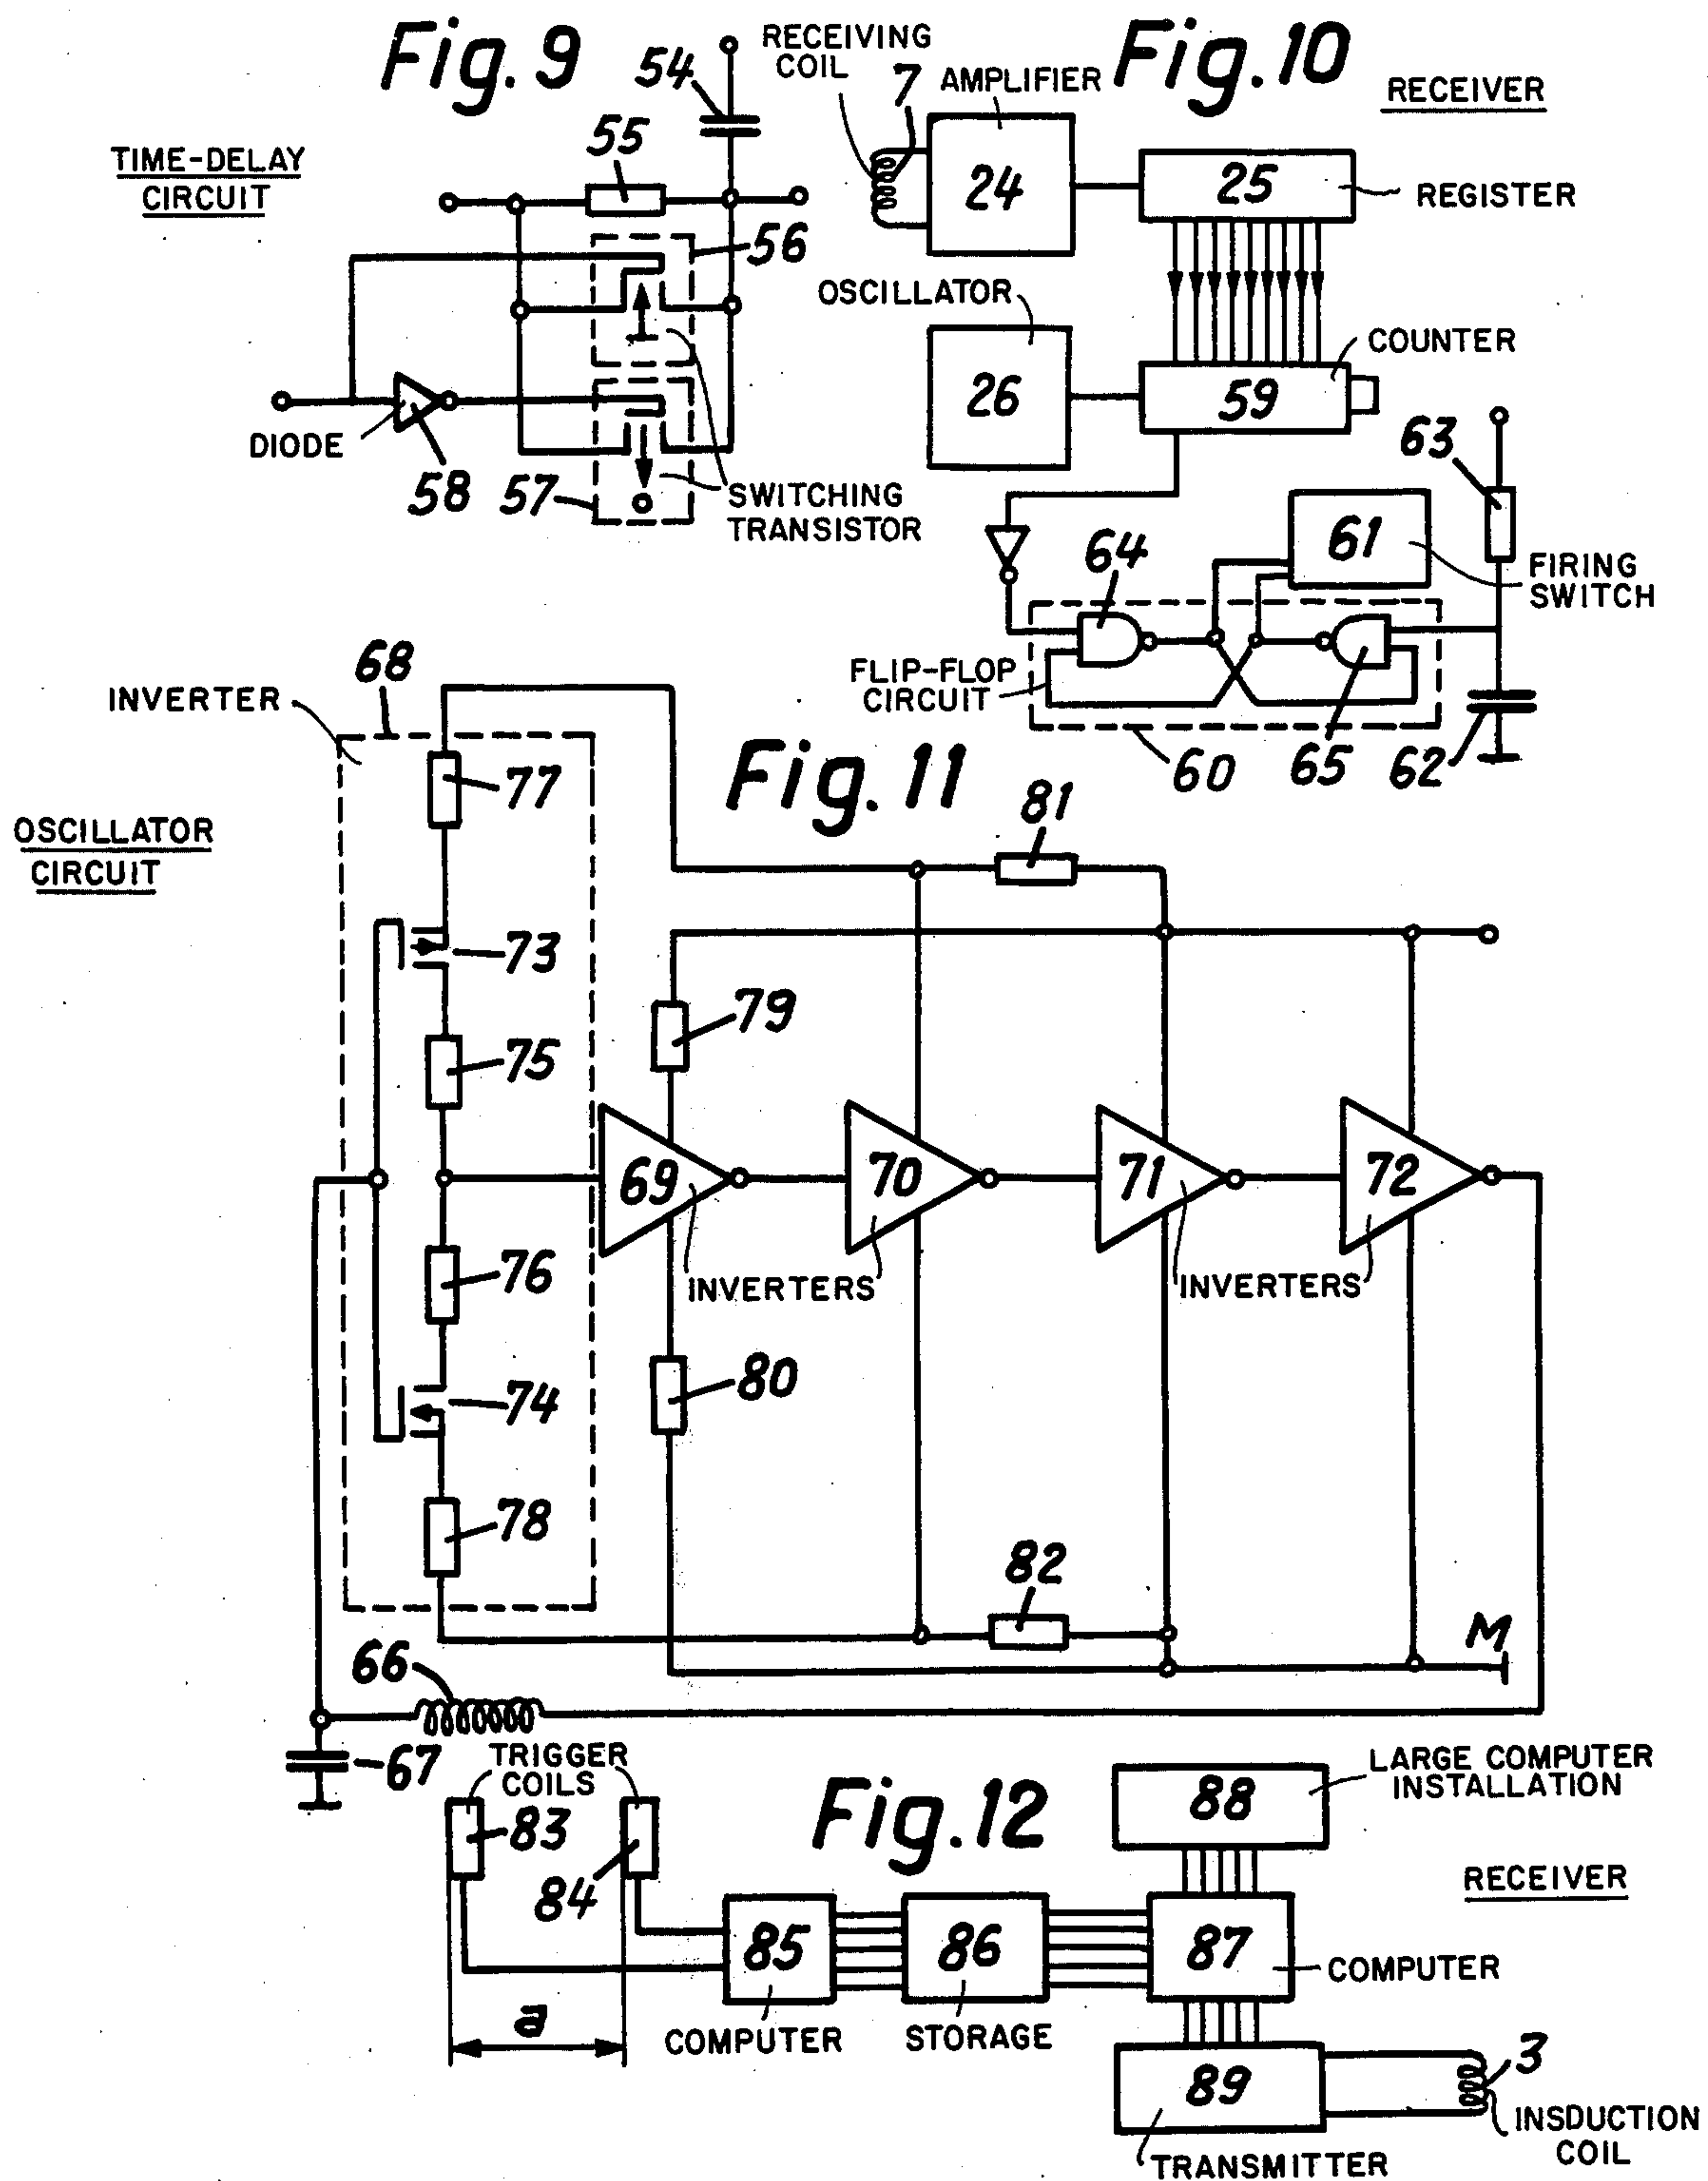 Fig. 9
TIME-DELAY
CIRCUIT
54
55
56
DIODE
58
57
SWITCHING
TRANSISTOR
Fig. 10
RECEIVER
RECEIVING
COIL
7
AMPLIFIER
24
25
REGISTER
OSCILLATOR
26
COUNTER
59
63
61
FIRING
SWITCH
64
FLIP-FLOP
CIRCUIT
60
65
62
Fig. 11
OSCILLATOR
CIRCUIT
INVERTER
68
77
73
75
76
74
78
81
79
69
70
71
72
INVERTERS
INVERTERS
80
82
M
66
67
Fig. 12
RECEIVER
TRIGGER
COILS
83
84
a
85
COMPUTER
86
STORAGE
87
COMPUTER
88
LARGE COMPUTER
INSTALLATION
89
TRANSMITTER
3
INSDUCTION
COIL